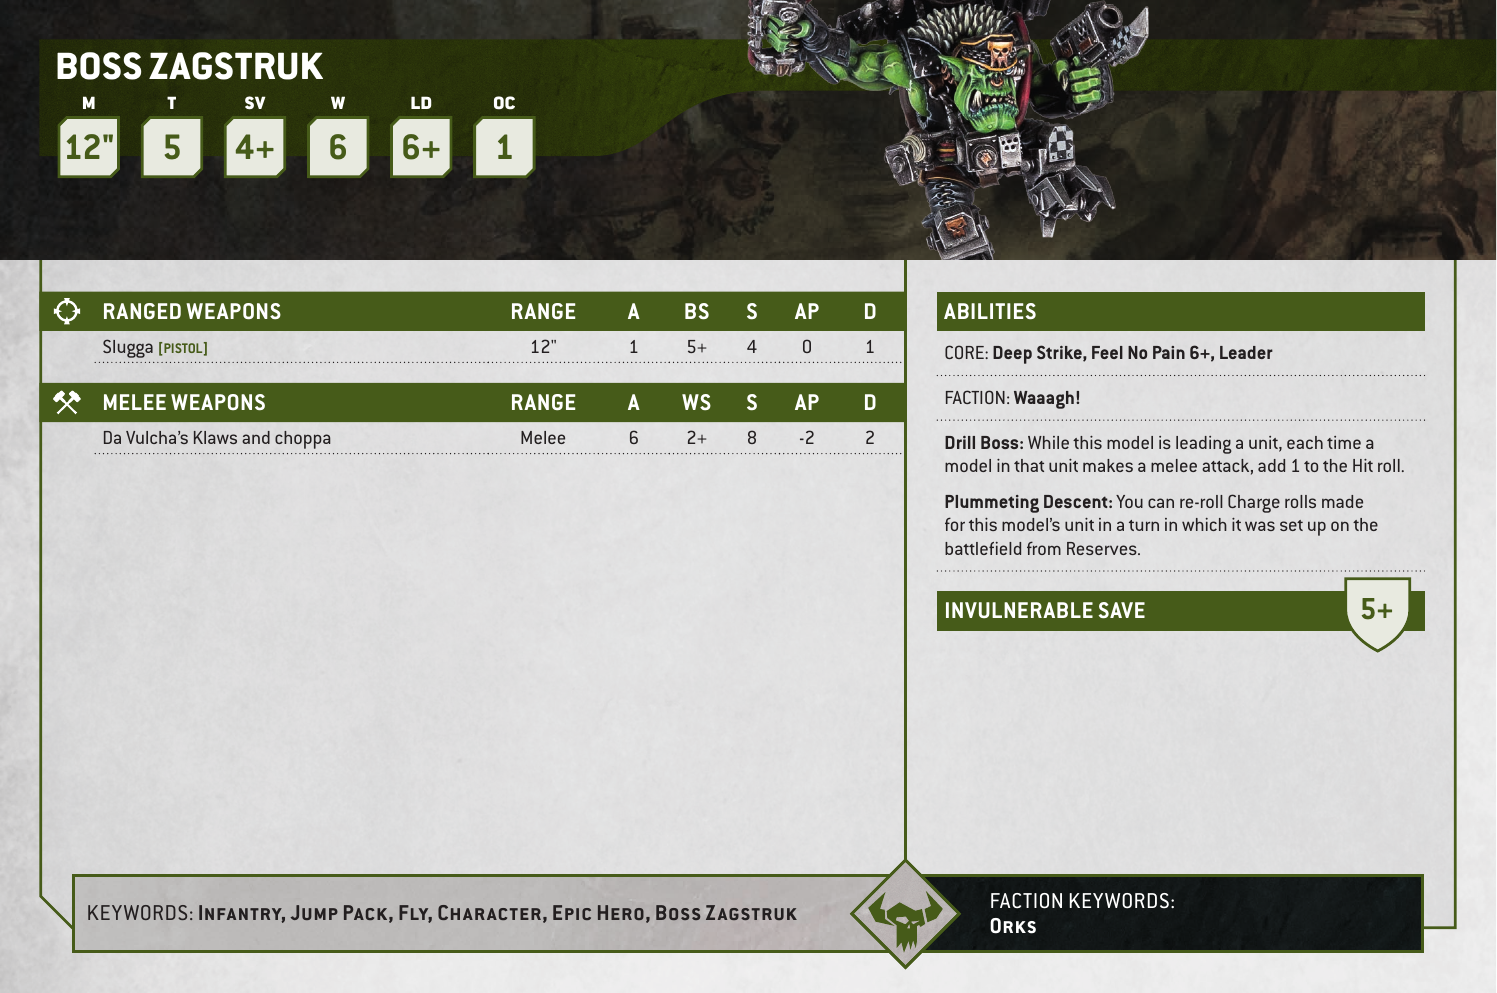 BOSS ZAGSTRUK
M T SV W LD OC
12" 5 4+ 6 6+ 1
RANGED WEAPONS RANGE A BS S AP D
Slugga [PISTOL] 12" 1 5+ 4 0 1
MELEE WEAPONS RANGE A WS S AP D
Da Vulcha’s Klaws and choppa Melee 6 2+ 8 -2 2
ABILITIES
CORE: Deep Strike, Feel No Pain 6+, Leader
FACTION: Waaagh!
Drill Boss: While this model is leading a unit, each time a
model in that unit makes a melee attack, add 1 to the Hit roll.
Plummeting Descent: You can re-roll Charge rolls made
for this model’s unit in a turn in which it was set up on the
battlefield from Reserves.
INVULNERABLE SAVE 5+
KEYWORDS: Infantry, Jump Pack, Fly, Character, Epic Hero, Boss Zagstruk
FACTION KEYWORDS:
Orks